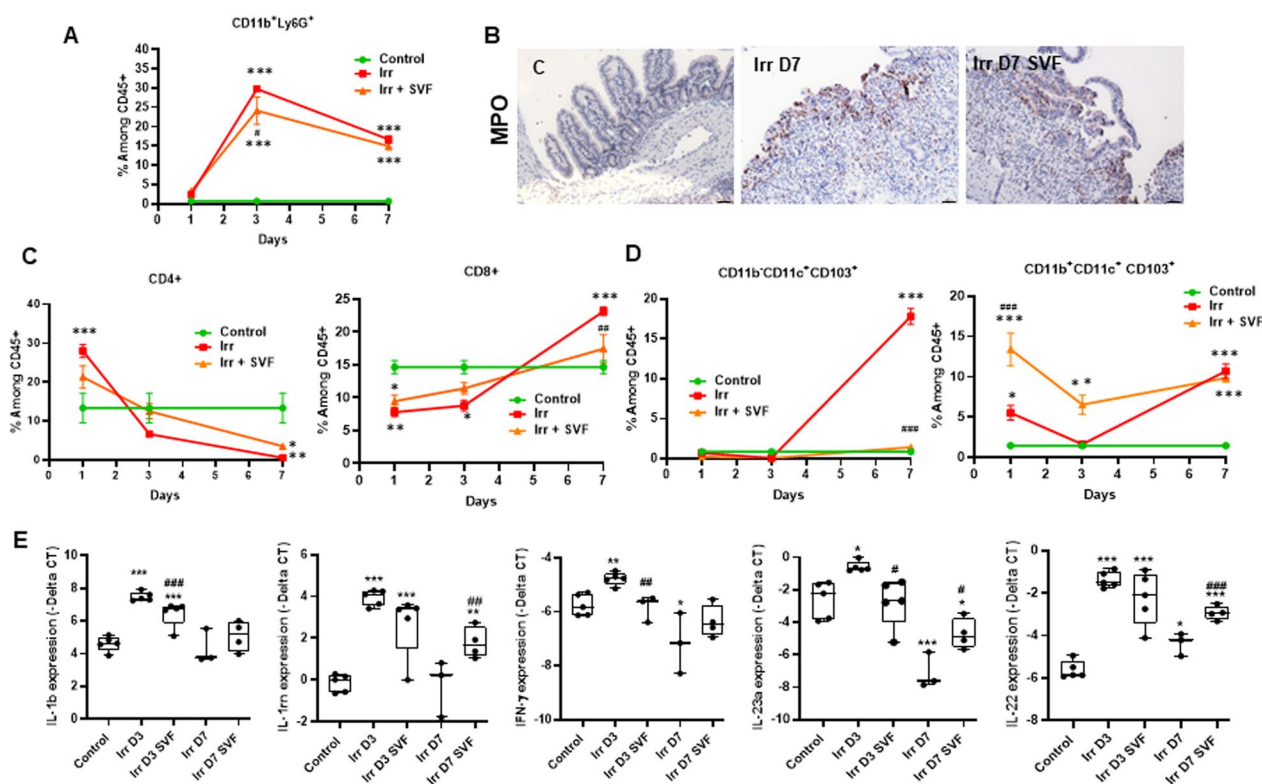 A
CD11b⁺Ly6G⁺
% Among CD45+
40
35
30
25
20
15
10
5
0
0 1 2 3 4 5 6 7
Days
Control
Irr
Irr + SVF
***
#
***
***
***
B
MPO
C
Irr D7
Irr D7 SVF
C
CD4+
% Among CD45+
40
30
20
10
0
0 1 2 3 4 5 6 7
Days
Control
Irr
Irr + SVF
***
*
**
CD8+
% Among CD45+
25
20
15
10
5
0
0 1 2 3 4 5 6 7
Days
Control
Irr
Irr + SVF
*
**
*
***
##
D
CD11b⁻CD11c⁺CD103⁺
% Among CD45+
20
15
10
5
0
0 1 2 3 4 5 6 7
Days
Control
Irr
Irr + SVF
***
###
CD11b⁺CD11c⁺ CD103⁺
% Among CD45+
20
15
10
5
0
0 1 2 3 4 5 6 7
Days
Control
Irr
Irr + SVF
###
***
*
**
***
***
E
IL-1b expression (-Delta CT)
10
8
6
4
2
0
***
###
***
Control
Irr D3
Irr D3 SVF
Irr D7
Irr D7 SVF
IL-1rn expression (-Delta CT)
6
4
2
0
-2
***
***
##
**
Control
Irr D3
Irr D3 SVF
Irr D7
Irr D7 SVF
IFN-γ expression (-Delta CT)
-4
-6
-8
-10
**
##
*
Control
Irr D3
Irr D3 SVF
Irr D7
Irr D7 SVF
IL-23a expression (-Delta CT)
0
-2
-4
-6
-8
-10
*
#
***
#
*
Control
Irr D3
Irr D3 SVF
Irr D7
Irr D7 SVF
IL-22 expression (-Delta CT)
0
-2
-4
-6
-8
***
***
*
###
***
Control
Irr D3
Irr D3 SVF
Irr D7
Irr D7 SVF